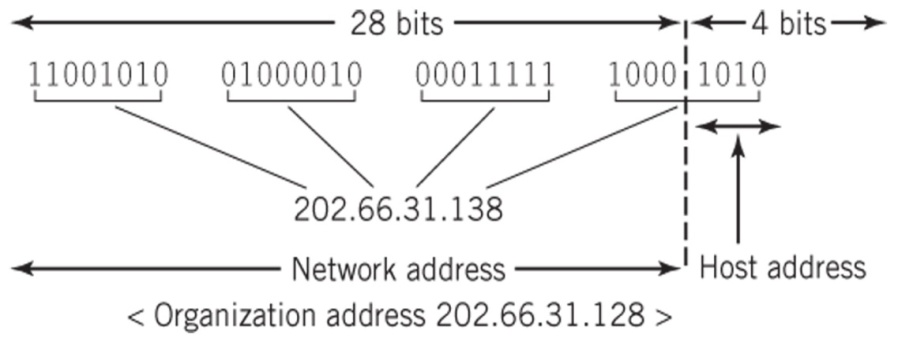 28 bits 4 bits
11001010 01000010 00011111 1000 1010
202.66.31.138
Network address Host address
< Organization address 202.66.31.128 >